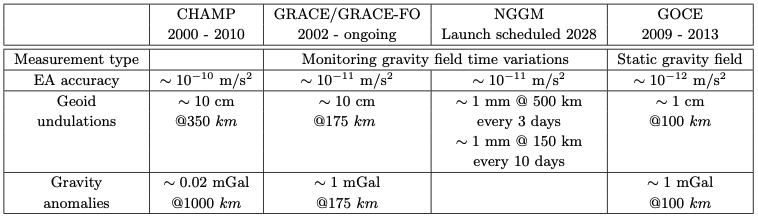 CHAMP GRACE/GRACE-FO NGGM GOCE
2000 - 2010 2002 - ongoing Launch scheduled 2028 2009 - 2013
Measurement type Monitoring gravity field time variations Static gravity field
EA accuracy ∼ 10⁻¹⁰ m/s² ∼ 10⁻¹¹ m/s² ∼ 10⁻¹¹ m/s² ∼ 10⁻¹² m/s²
Geoid ∼ 10 cm ∼ 10 cm ∼ 1 mm @ 500 km ∼ 1 cm
undulations @350 km @175 km every 3 days @100 km
∼ 1 mm @ 150 km
every 10 days
Gravity ∼ 0.02 mGal ∼ 1 mGal ∼ 1 mGal
anomalies @1000 km @175 km @100 km